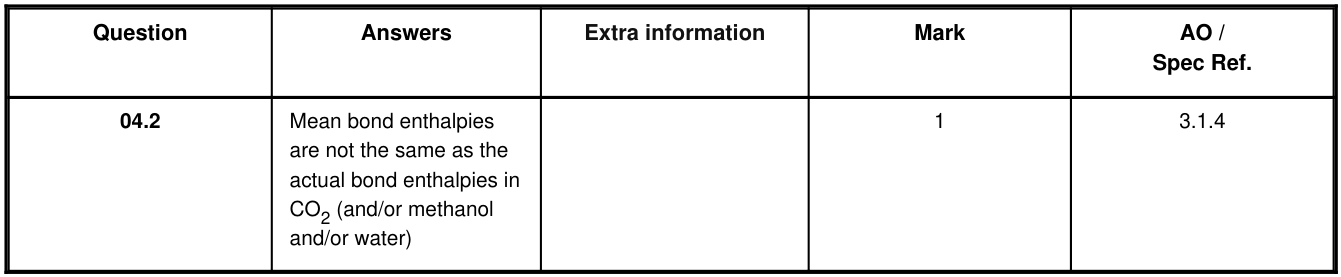 Question Answers Extra information Mark AO /
Spec Ref.
04.2 Mean bond enthalpies 1 3.1.4
are not the same as the
actual bond enthalpies in
CO2 (and/or methanol
and/or water)